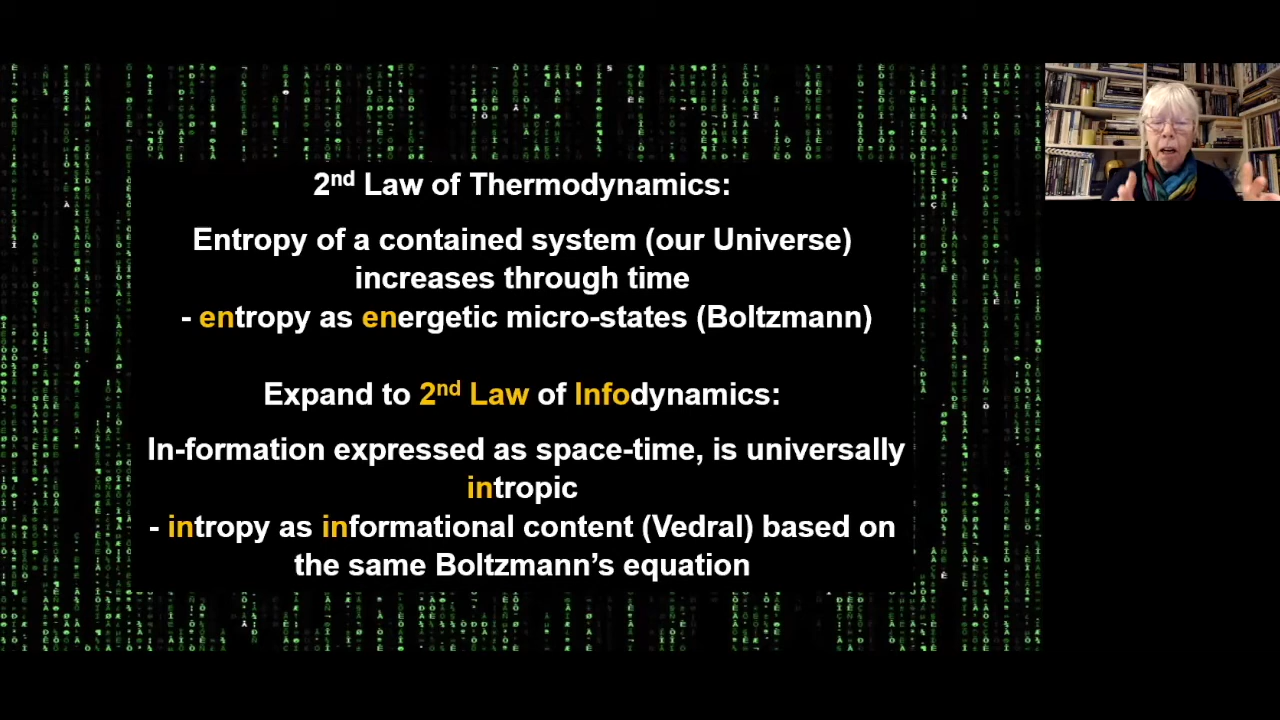 2nd Law of Thermodynamics:
Entropy of a contained system (our Universe)
increases through time
- entropy as energetic micro-states (Boltzmann)
Expand to 2nd Law of Infodynamics:
In-formation expressed as space-time, is universally
intropic
- intropy as informational content (Vedral) based on
the same Boltzmann's equation